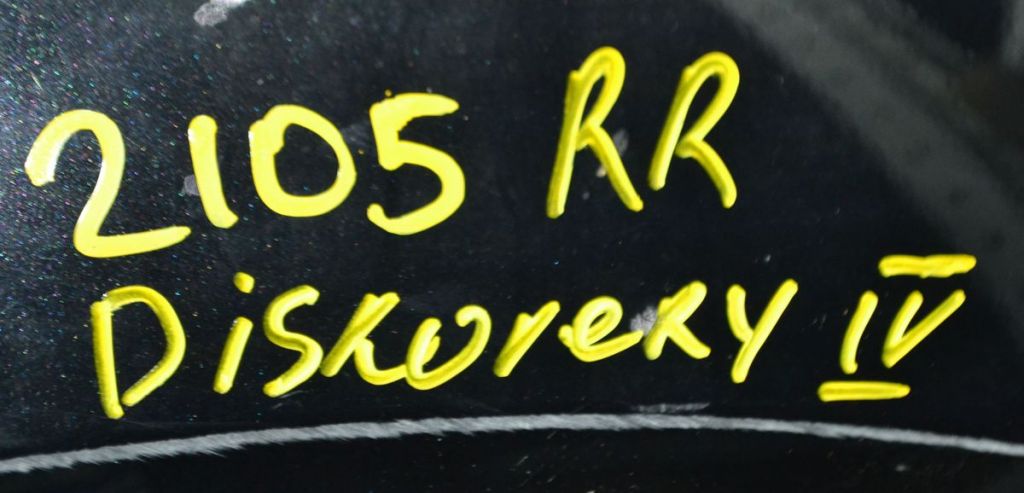 2105 RR
Diskovery IV